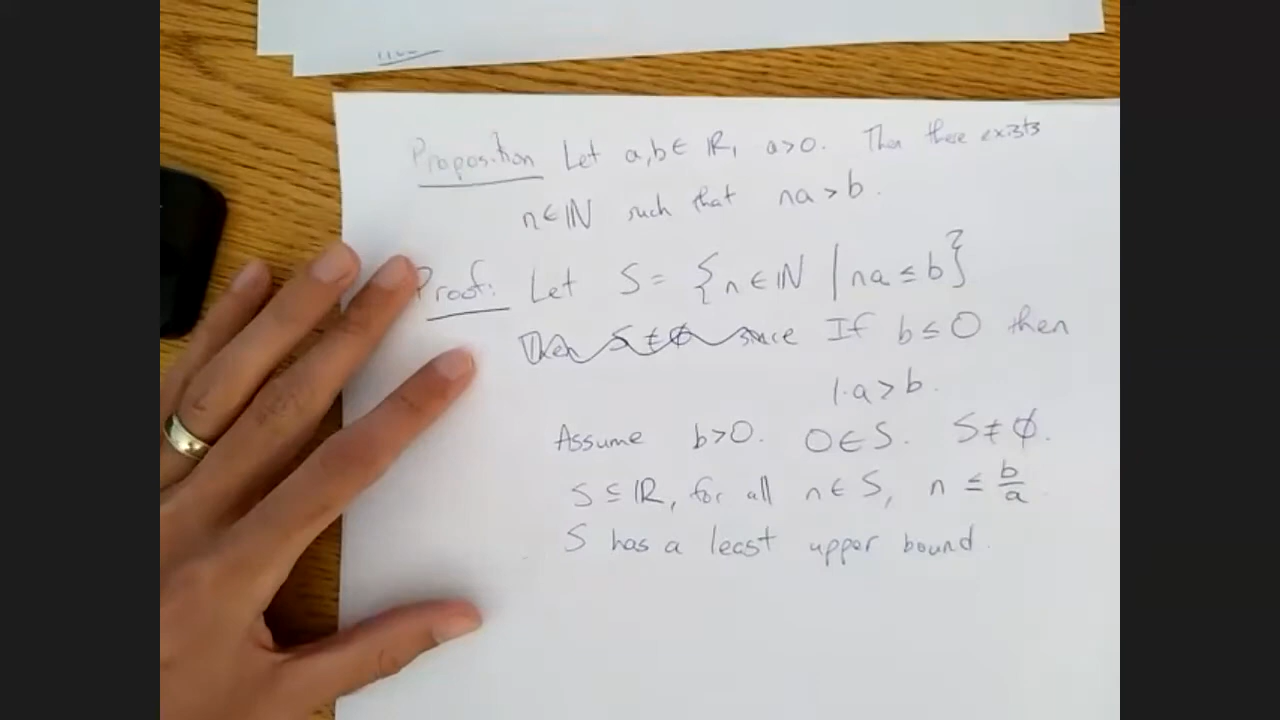 Proposition Let a,b ∈ ℝ, a>0. Then there exists
n∈ℕ such that na > b.
Proof: Let S = {n ∈ ℕ | na ≤ b}
Then S ≠ ∅ since If b ≤ 0 then
1·a > b.
Assume b>0. 0∈S. S≠∅.
S ⊆ ℝ, for all n∈S, n ≤ b/a
S has a least upper bound.